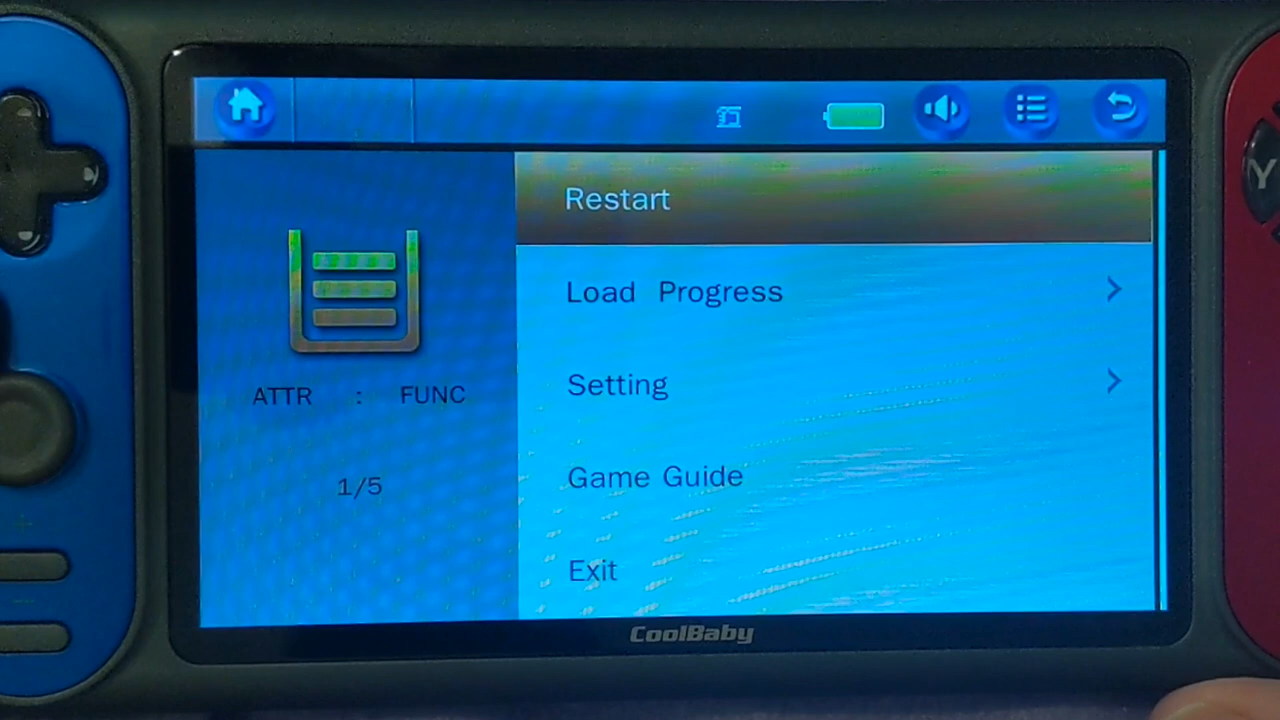 Restart
Load Progress
Setting
Game Guide
Exit
ATTR : FUNC
1/5
CoolBaby
Y